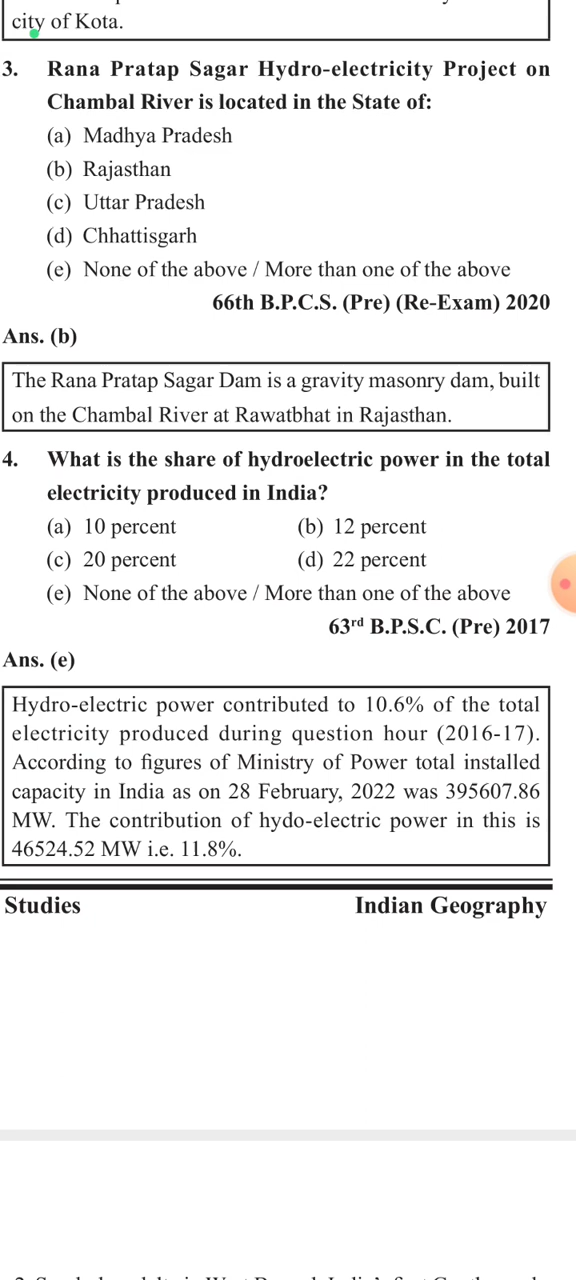 city of Kota.
3. Rana Pratap Sagar Hydro-electricity Project on
Chambal River is located in the State of:
(a) Madhya Pradesh
(b) Rajasthan
(c) Uttar Pradesh
(d) Chhattisgarh
(e) None of the above / More than one of the above
66th B.P.C.S. (Pre) (Re-Exam) 2020
Ans. (b)
The Rana Pratap Sagar Dam is a gravity masonry dam, built
on the Chambal River at Rawatbhat in Rajasthan.
4. What is the share of hydroelectric power in the total
electricity produced in India?
(a) 10 percent (b) 12 percent
(c) 20 percent (d) 22 percent
(e) None of the above / More than one of the above
63rd B.P.S.C. (Pre) 2017
Ans. (e)
Hydro-electric power contributed to 10.6% of the total
electricity produced during question hour (2016-17).
According to figures of Ministry of Power total installed
capacity in India as on 28 February, 2022 was 395607.86
MW. The contribution of hydo-electric power in this is
46524.52 MW i.e. 11.8%.
Studies Indian Geography